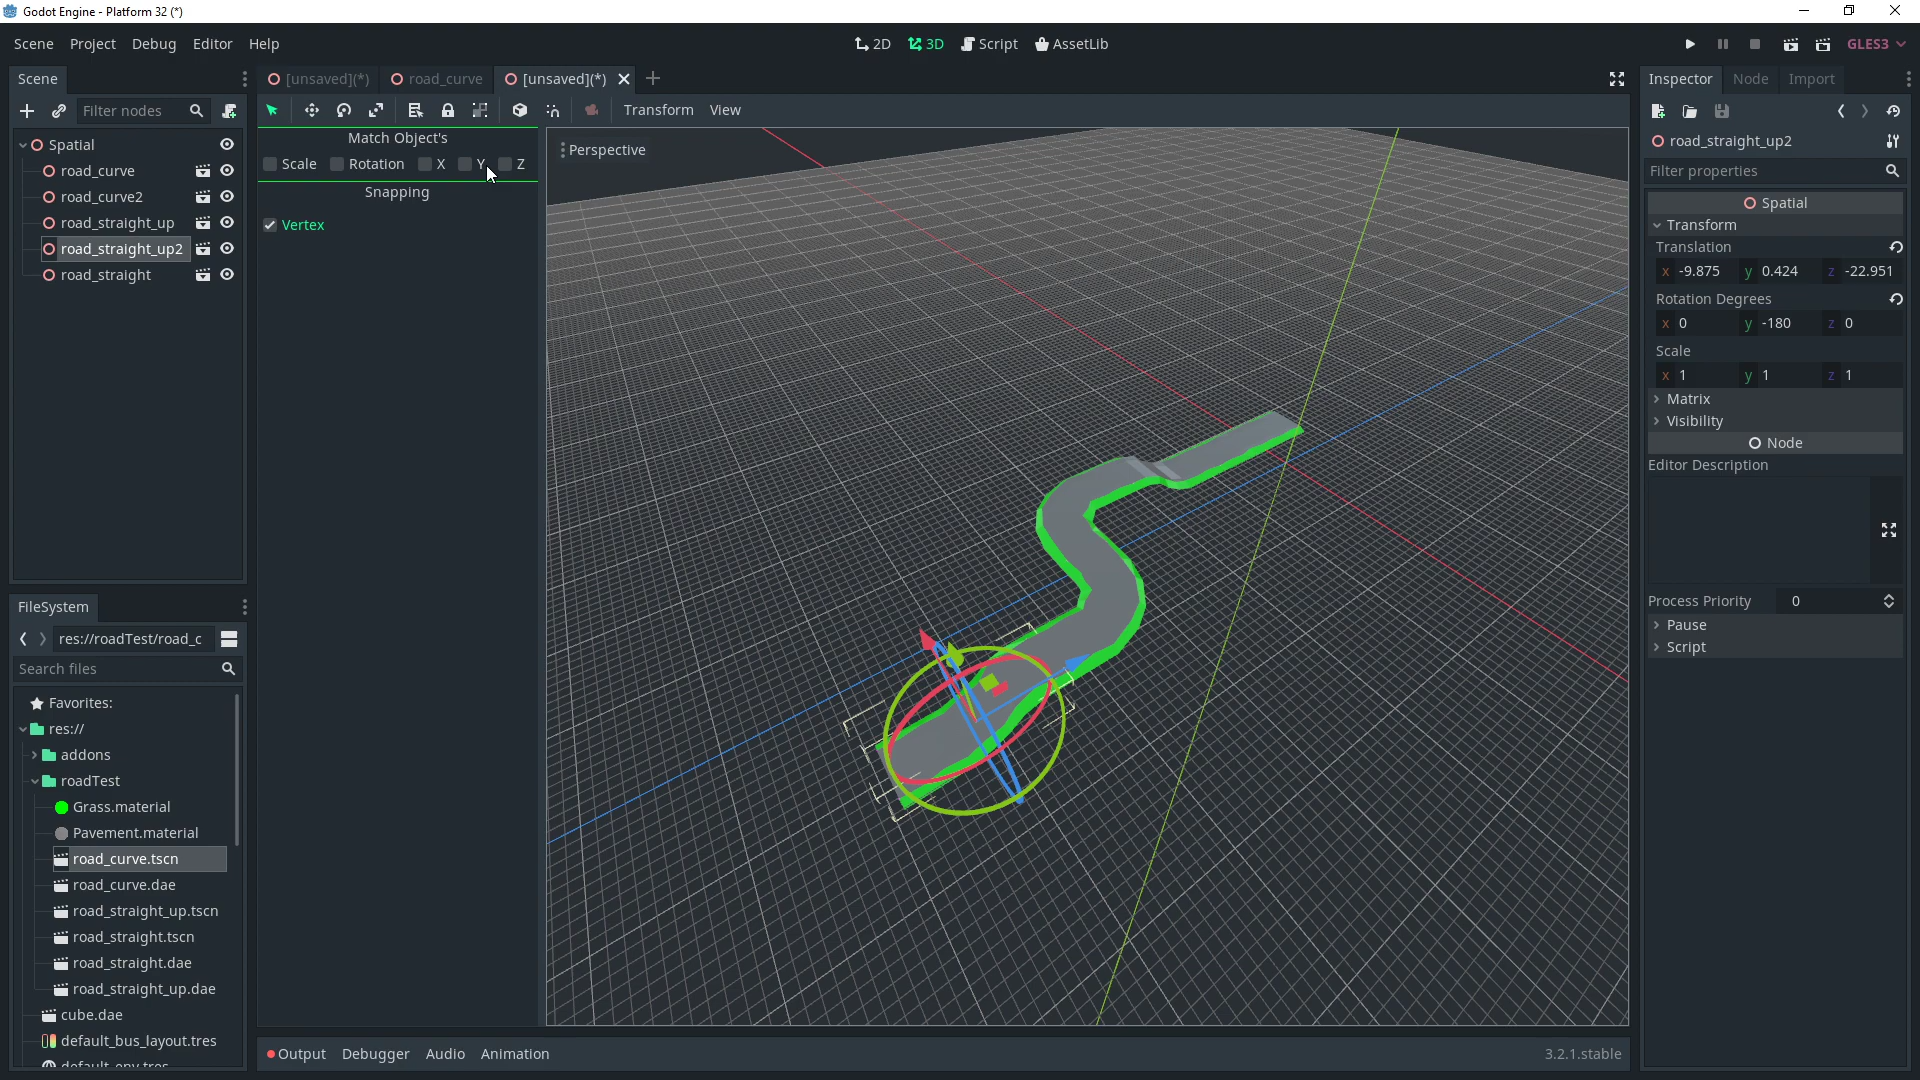 Godot Engine - Platform 32 (*)
Scene Project Debug Editor Help
2D 3D Script AssetLib
GLES3
Scene
[unsaved](*) road_curve [unsaved](*)
Inspector Node Import
Filter nodes
Transform View
Match Object's
Scale Rotation X Y Z
Snapping
Vertex
Perspective
Spatial
road_curve
road_curve2
road_straight_up
road_straight_up2
road_straight
FileSystem
res://roadTest/road_c
Search files
Favorites:
res://
addons
roadTest
Grass.material
Pavement.material
road_curve.tscn
road_curve.dae
road_straight_up.tscn
road_straight.tscn
road_straight.dae
road_straight_up.dae
cube.dae
default_bus_layout.tres
default_env.tres
Output Debugger Audio Animation
3.2.1.stable
road_straight_up2
Filter properties
Spatial
Transform
Translation
x -9.875 y 0.424 z -22.951
Rotation Degrees
x 0 y -180 z 0
Scale
x 1 y 1 z 1
Matrix
Visibility
Node
Editor Description
Process Priority 0
Pause
Script